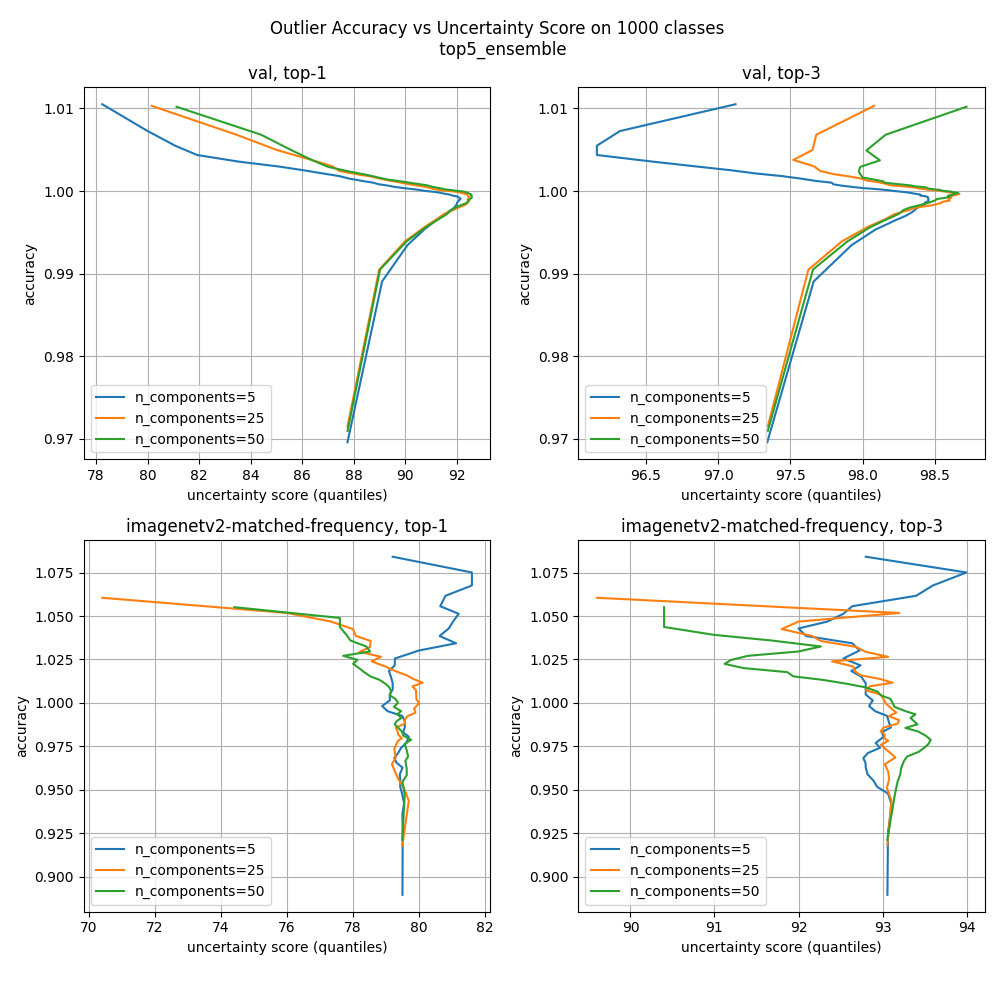 Outlier Accuracy vs Uncertainty Score on 1000 classes
top5_ensemble
val, top-1
1.01
1.00
0.99
0.98
0.97
accuracy
n_components=5
n_components=25
n_components=50
78 80 82 84 86 88 90 92
uncertainty score (quantiles)
val, top-3
1.01
1.00
0.99
0.98
0.97
accuracy
n_components=5
n_components=25
n_components=50
96.5 97.0 97.5 98.0 98.5
uncertainty score (quantiles)
imagenetv2-matched-frequency, top-1
1.075
1.050
1.025
1.000
0.975
0.950
0.925
0.900
accuracy
n_components=5
n_components=25
n_components=50
70 72 74 76 78 80 82
uncertainty score (quantiles)
imagenetv2-matched-frequency, top-3
1.075
1.050
1.025
1.000
0.975
0.950
0.925
0.900
accuracy
n_components=5
n_components=25
n_components=50
90 91 92 93 94
uncertainty score (quantiles)